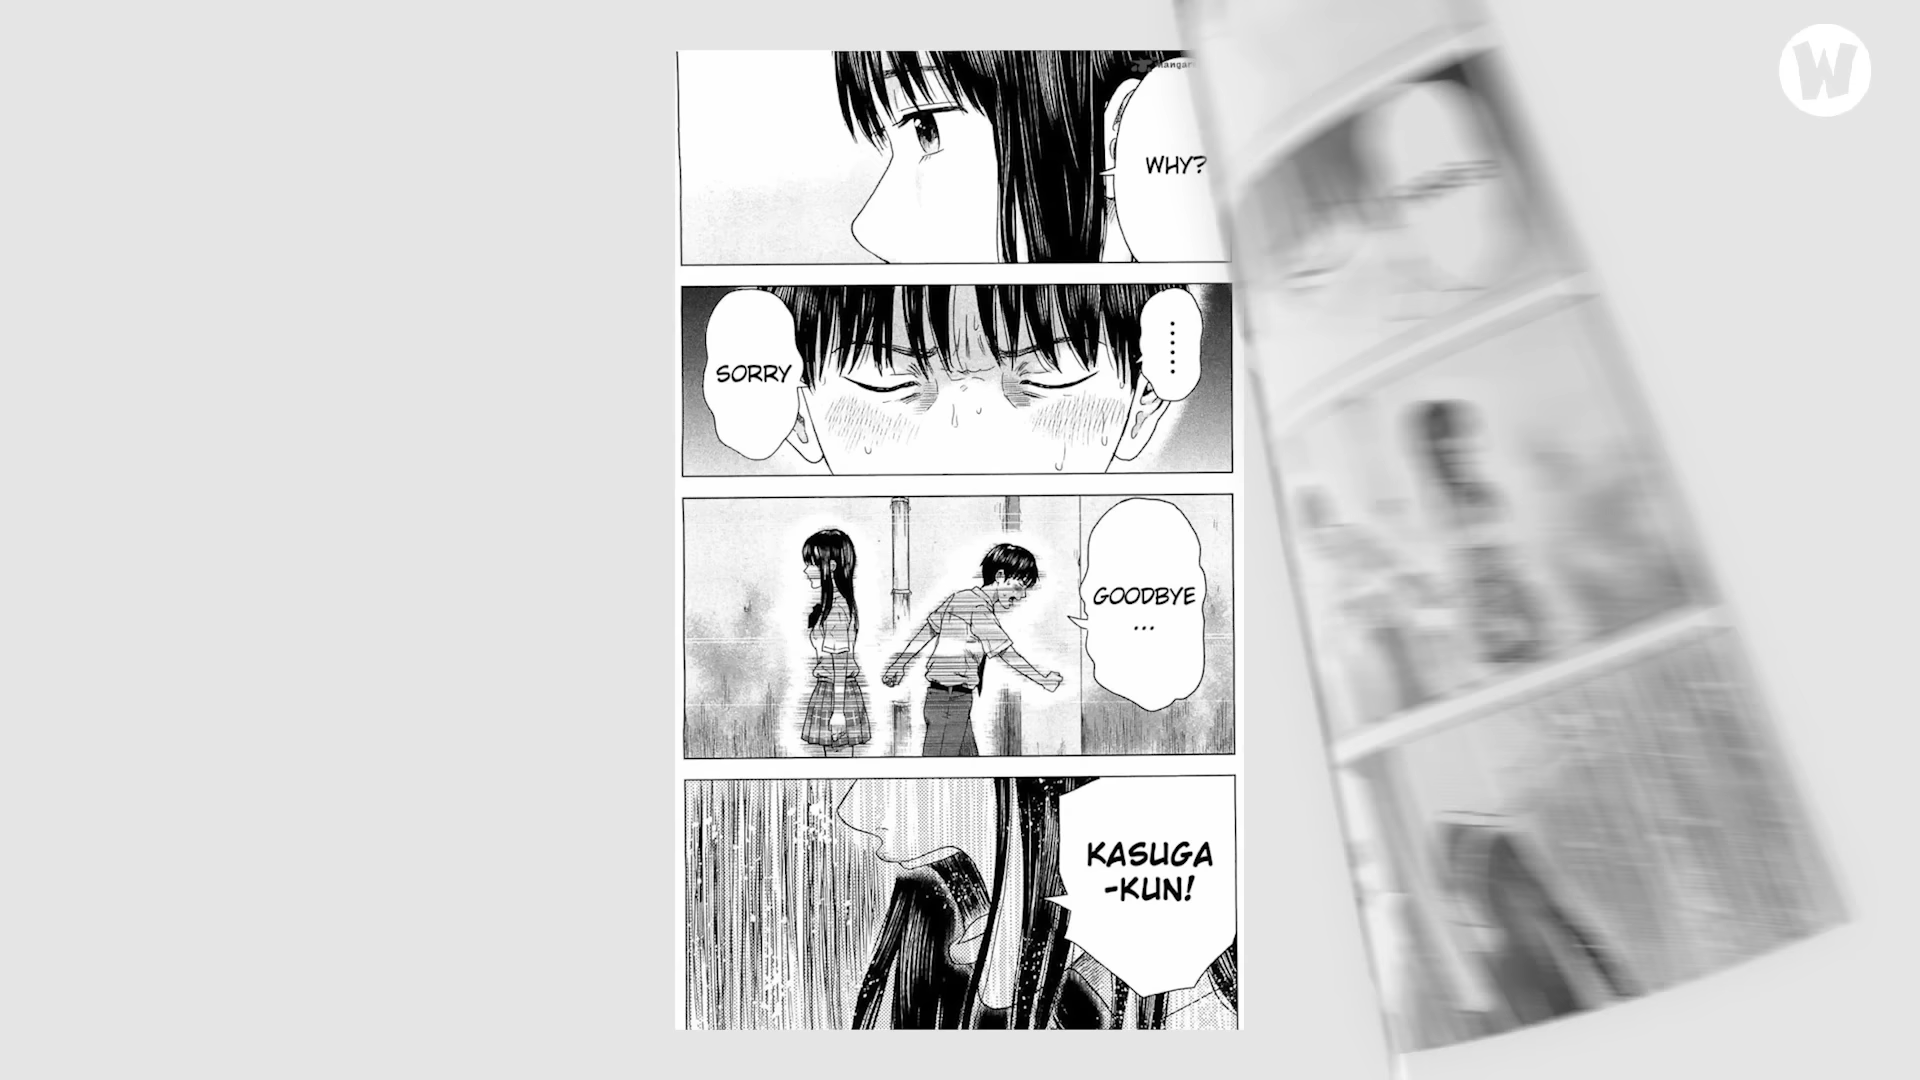 WHY?
......
SORRY
GOODBYE
...
KASUGA
-KUN!
W